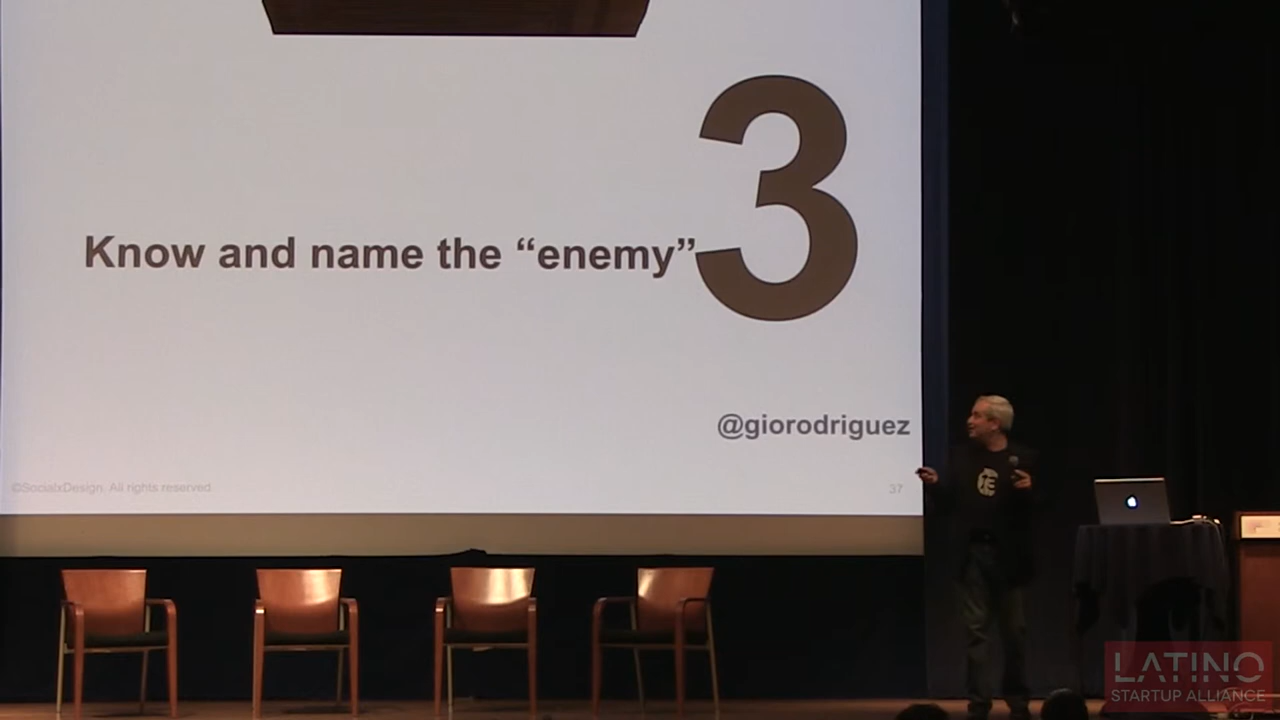 3
Know and name the “enemy”
@giorodriguez
©SocialxDesign. All rights reserved.
37
LATINO
STARTUP ALLIANCE